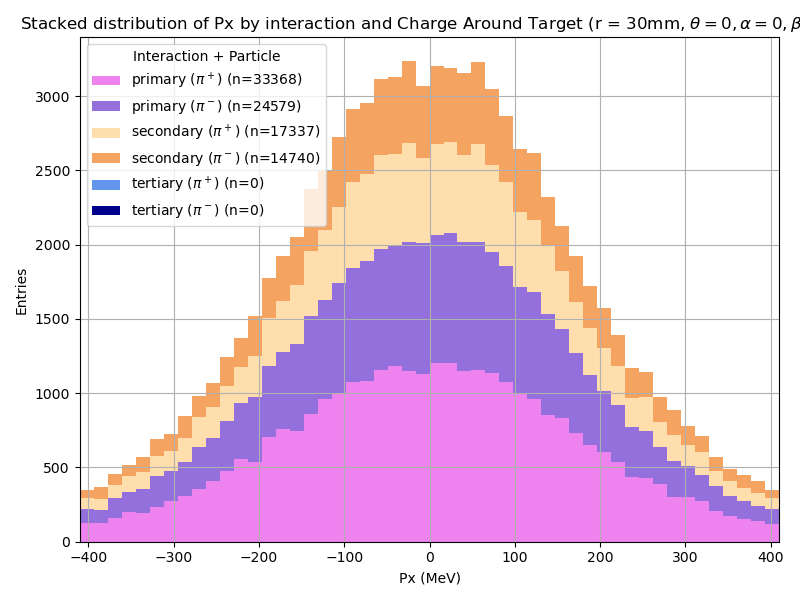 Stacked distribution of Px by interaction and Charge Around Target (r = 30mm, θ = 0, α = 0, β
Interaction + Particle
primary (π⁺) (n=33368)
primary (π⁻) (n=24579)
secondary (π⁺) (n=17337)
secondary (π⁻) (n=14740)
tertiary (π⁺) (n=0)
tertiary (π⁻) (n=0)
3000
2500
2000
1500
1000
500
0
Entries
−400 −300 −200 −100 0 100 200 300 400
Px (MeV)